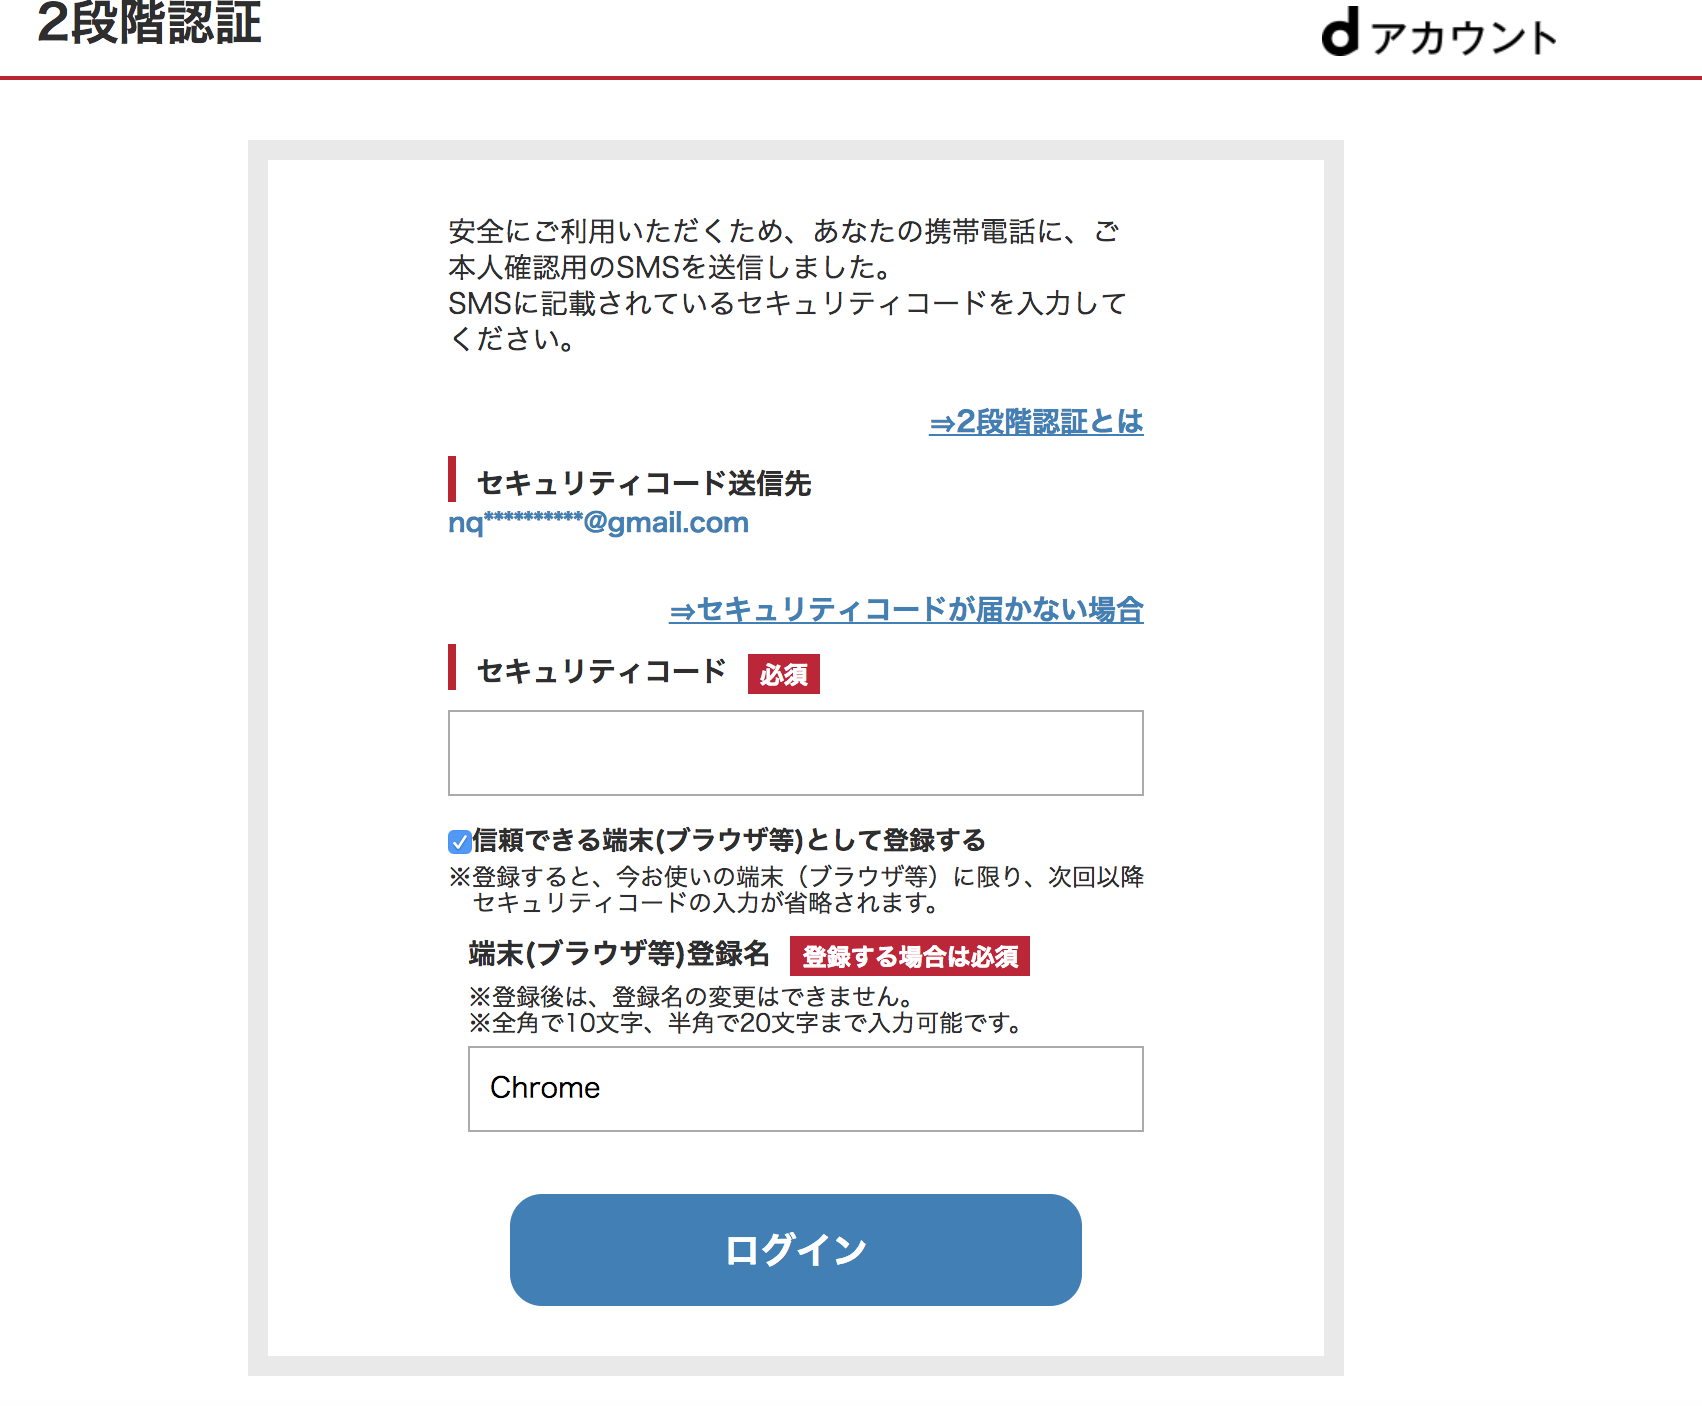 2段階認証
dアカウント
安全にご利用いただくため、あなたの携帯電話に、ご
本人確認用のSMSを送信しました。
SMSに記載されているセキュリティコードを入力して
ください。
⇒2段階認証とは
セキュリティコード送信先
nq**********@gmail.com
⇒セキュリティコードが届かない場合
セキュリティコード 必須
信頼できる端末(ブラウザ等)として登録する
※登録すると、今お使いの端末（ブラウザ等）に限り、次回以降
セキュリティコードの入力が省略されます。
端末(ブラウザ等)登録名 登録する場合は必須
※登録後は、登録名の変更はできません。
※全角で10文字、半角で20文字まで入力可能です。
Chrome
ログイン